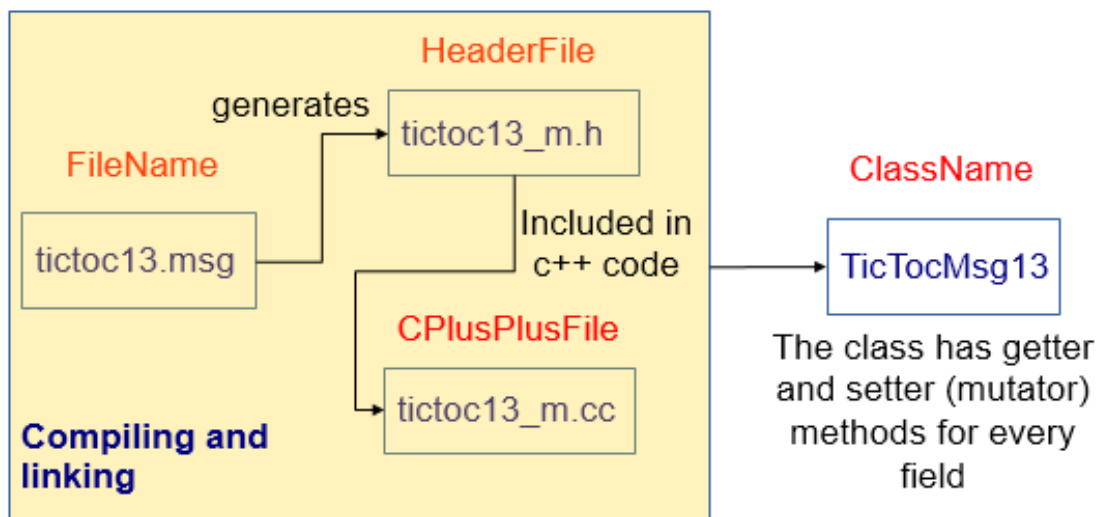 HeaderFile
generates
tictoc13_m.h
FileName
tictoc13.msg
Included in
c++ code
CPlusPlusFile
tictoc13_m.cc
Compiling and
linking
ClassName
TicTocMsg13
The class has getter
and setter (mutator)
methods for every
field